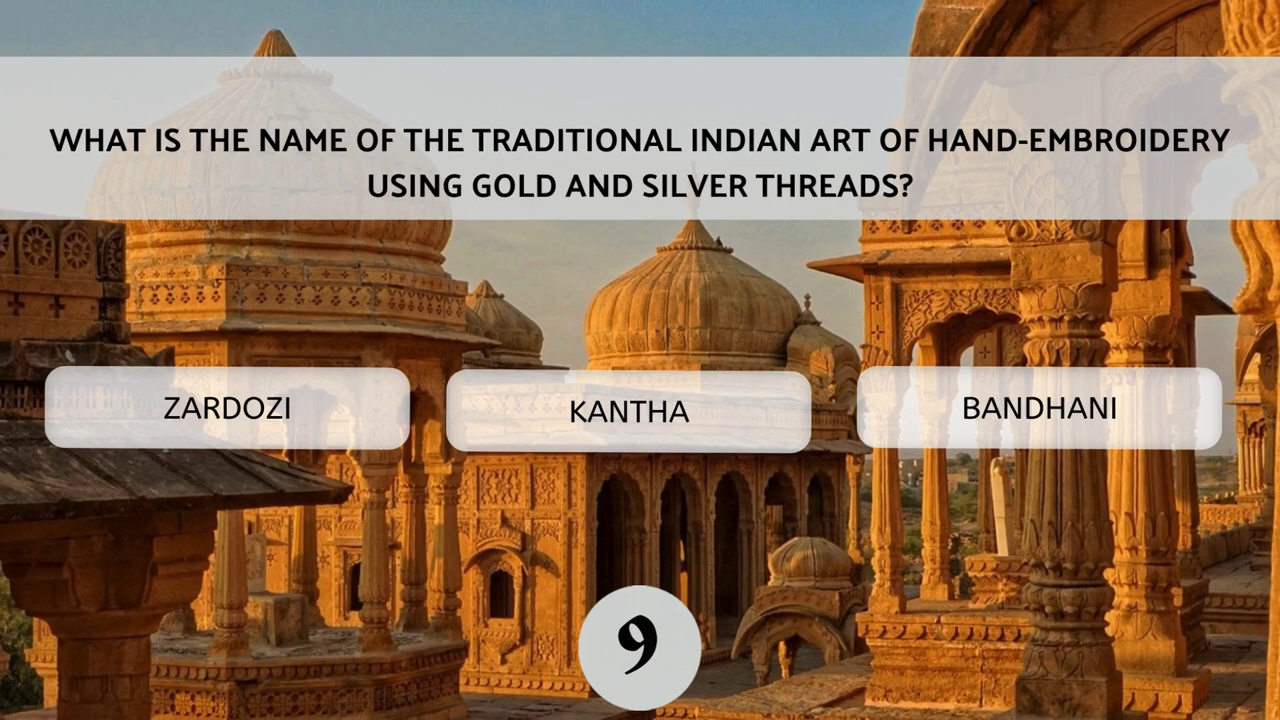 WHAT IS THE NAME OF THE TRADITIONAL INDIAN ART OF HAND-EMBROIDERY
USING GOLD AND SILVER THREADS?
ZARDOZI
KANTHA
BANDHANI
9